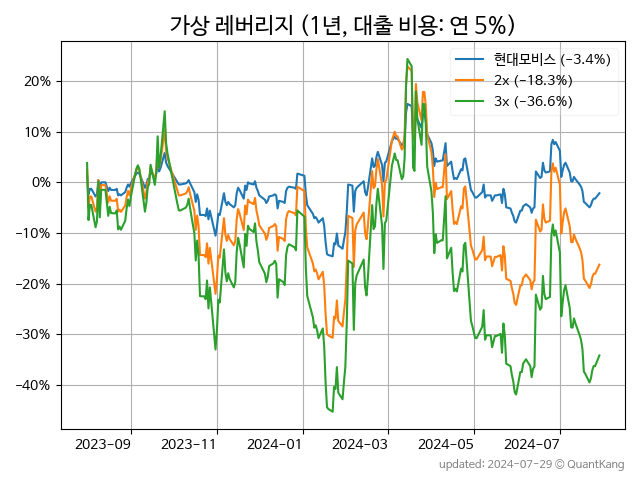 가상 레버리지 (1년, 대출 비용: 연 5%)
현대모비스 (−3.4%)
2x (−18.3%)
3x (−36.6%)
20%
10%
0%
−10%
−20%
−30%
−40%
2023-09 2023-11 2024-01 2024-03 2024-05 2024-07
updated: 2024-07-29 © QuantKang